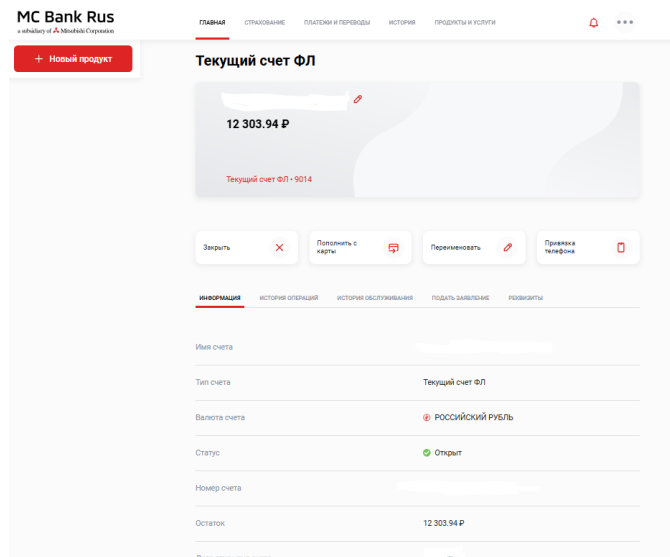 MC Bank Rus
a subsidiary of Mitsubishi Corporation
ГЛАВНАЯ СТРАХОВАНИЕ ПЛАТЕЖИ И ПЕРЕВОДЫ ИСТОРИЯ ПРОДУКТЫ И УСЛУГИ
+ Новый продукт
Текущий счет ФЛ
12 303.94 ₽
Текущий счет ФЛ • 9014
Закрыть
Пополнить с
карты
Переименовать
Привязка
телефона
ИНФОРМАЦИЯ ИСТОРИЯ ОПЕРАЦИЙ ИСТОРИЯ ОБСЛУЖИВАНИЯ ПОДАТЬ ЗАЯВЛЕНИЕ РЕКВИЗИТЫ
Имя счета
Тип счета Текущий счет ФЛ
Валюта счета РОССИЙСКИЙ РУБЛЬ
Статус Открыт
Номер счета
Остаток 12 303.94 ₽